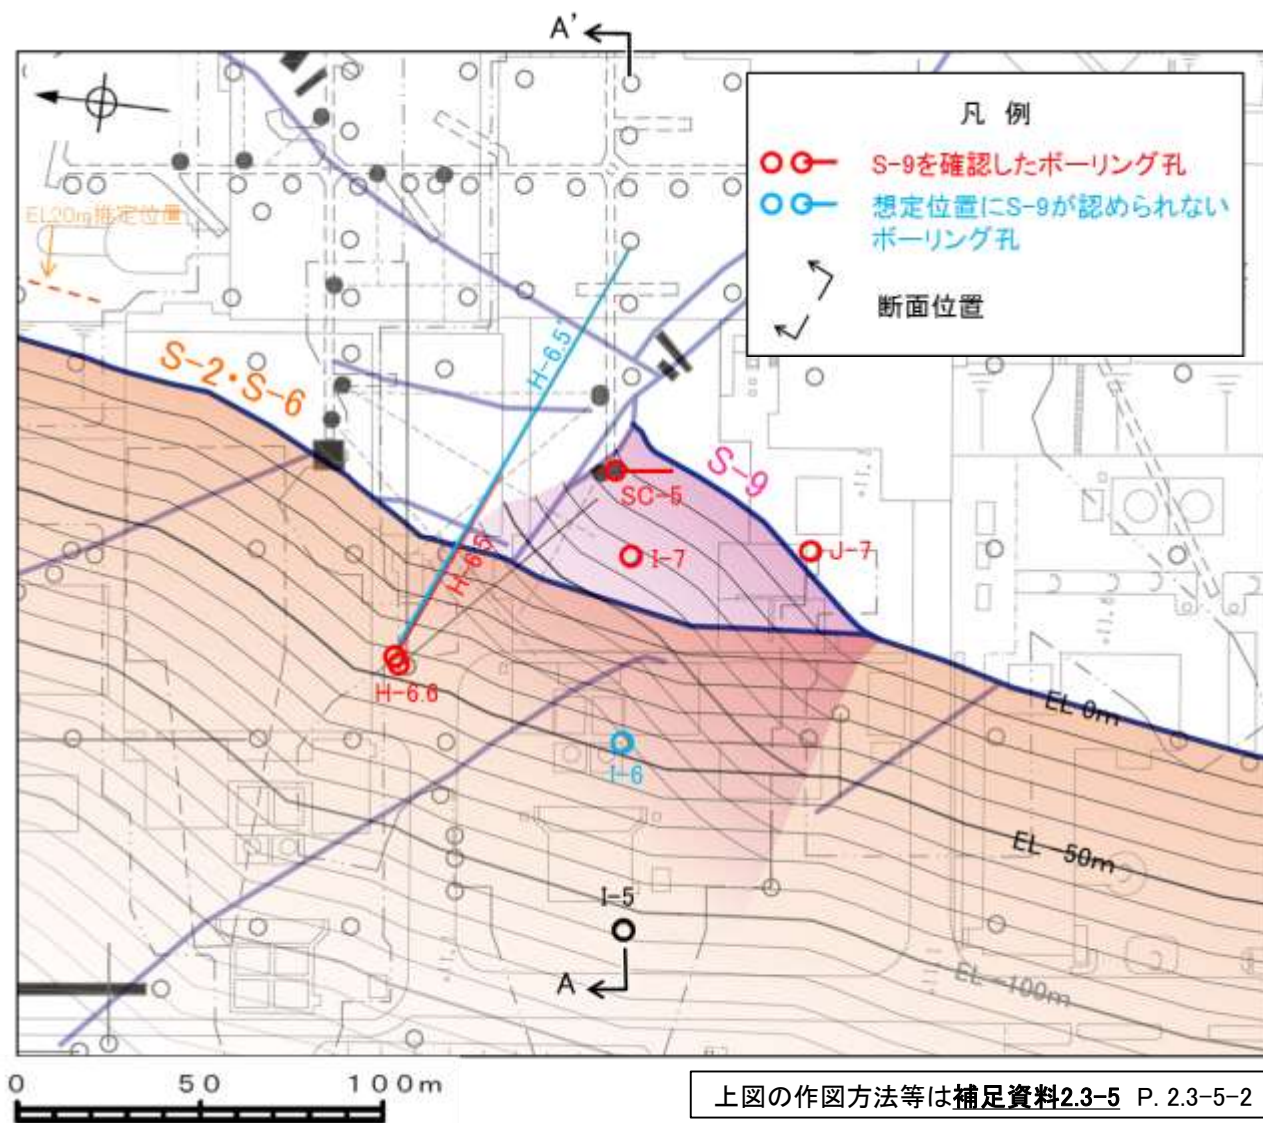 A'
凡 例
S-9を確認したボーリング孔
想定位置にS-9が認められない
ボーリング孔
断面位置
EL20m推定位置
H-6.5
S-2・S-6
S-9
SC-5
H-6.5'
I-7
J-7
H-6.6
EL 0m
I-6
EL -50m
I-5
A
EL -100m
0 50 100m
上図の作図方法等は補足資料2.3-5 P. 2.3-5-2